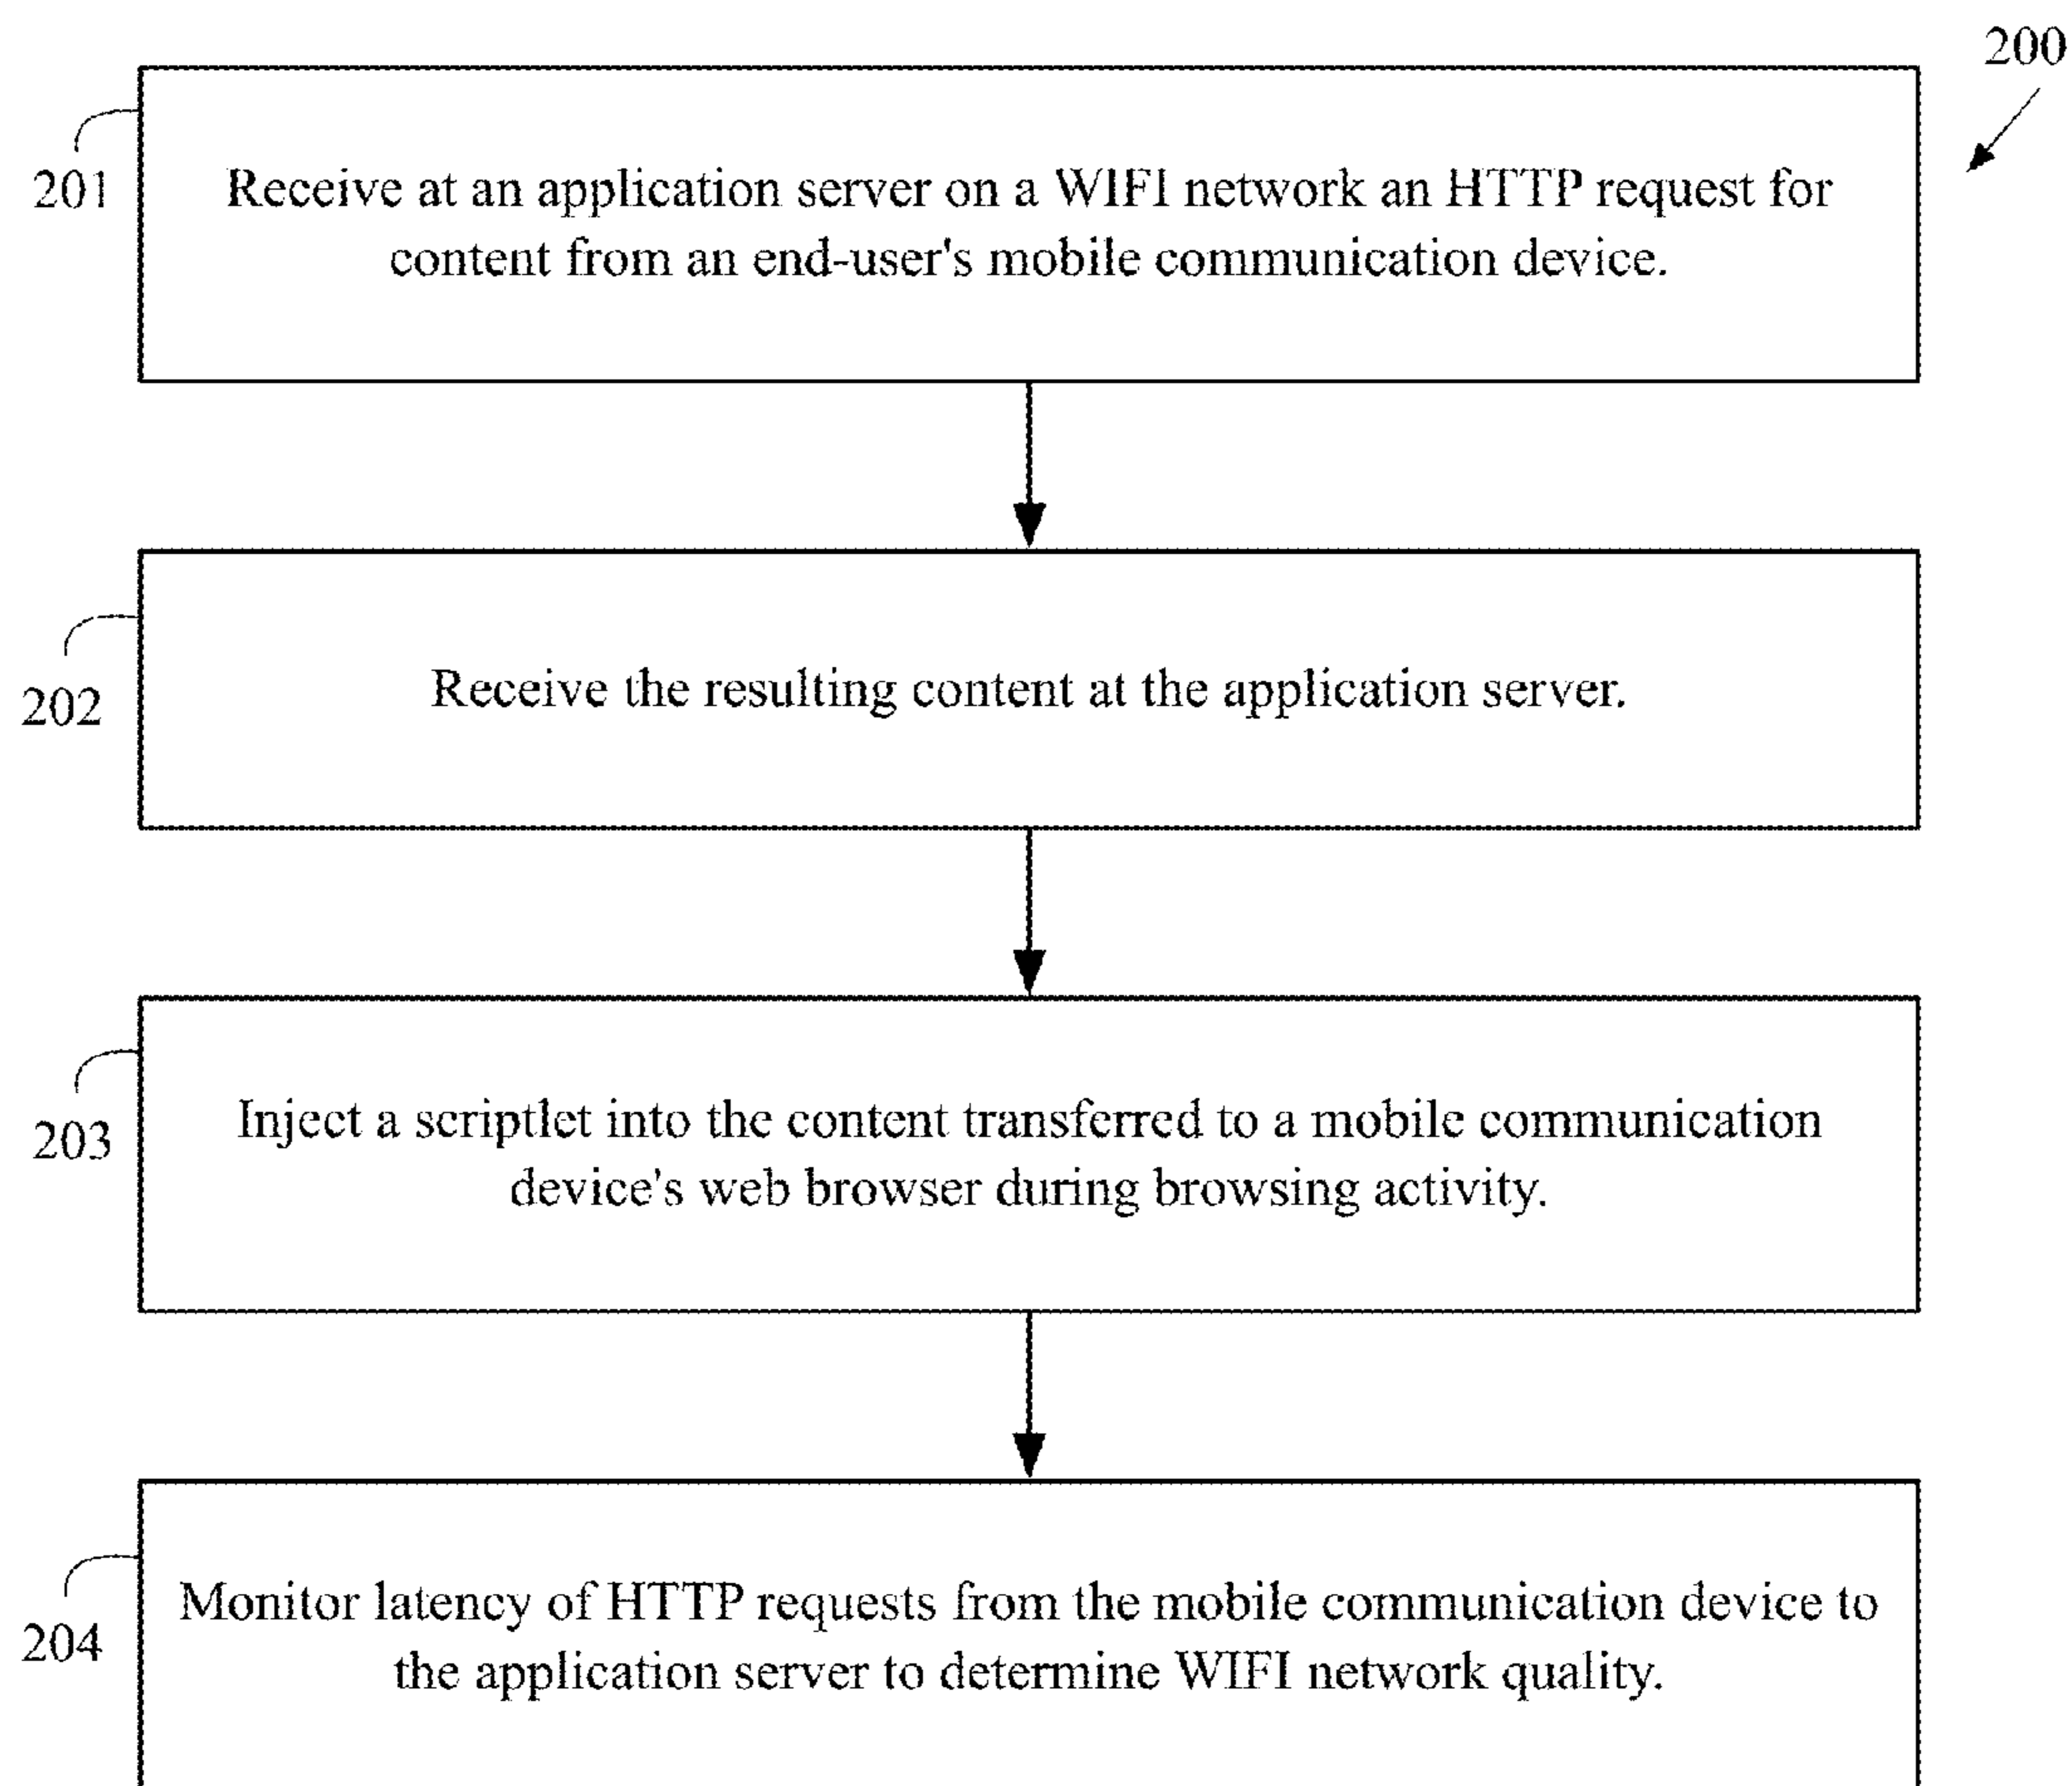 200
201
Receive at an application server on a WIFI network an HTTP request for
content from an end-user's mobile communication device.
202
Receive the resulting content at the application server.
203
Inject a scriptlet into the content transferred to a mobile communication
device's web browser during browsing activity.
204
Monitor latency of HTTP requests from the mobile communication device to
the application server to determine WIFI network quality.